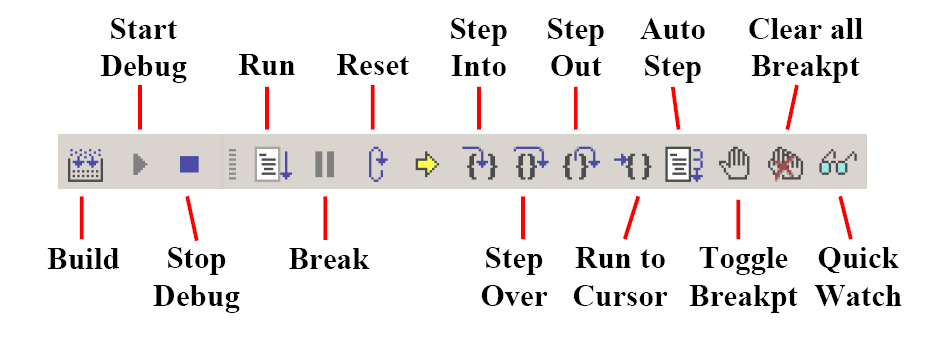 Start
Debug
Run
Reset
Step
Into
Step
Out
Auto
Step
Clear all
Breakpt
Build
Stop
Debug
Break
Step
Over
Run to
Cursor
Toggle
Breakpt
Quick
Watch